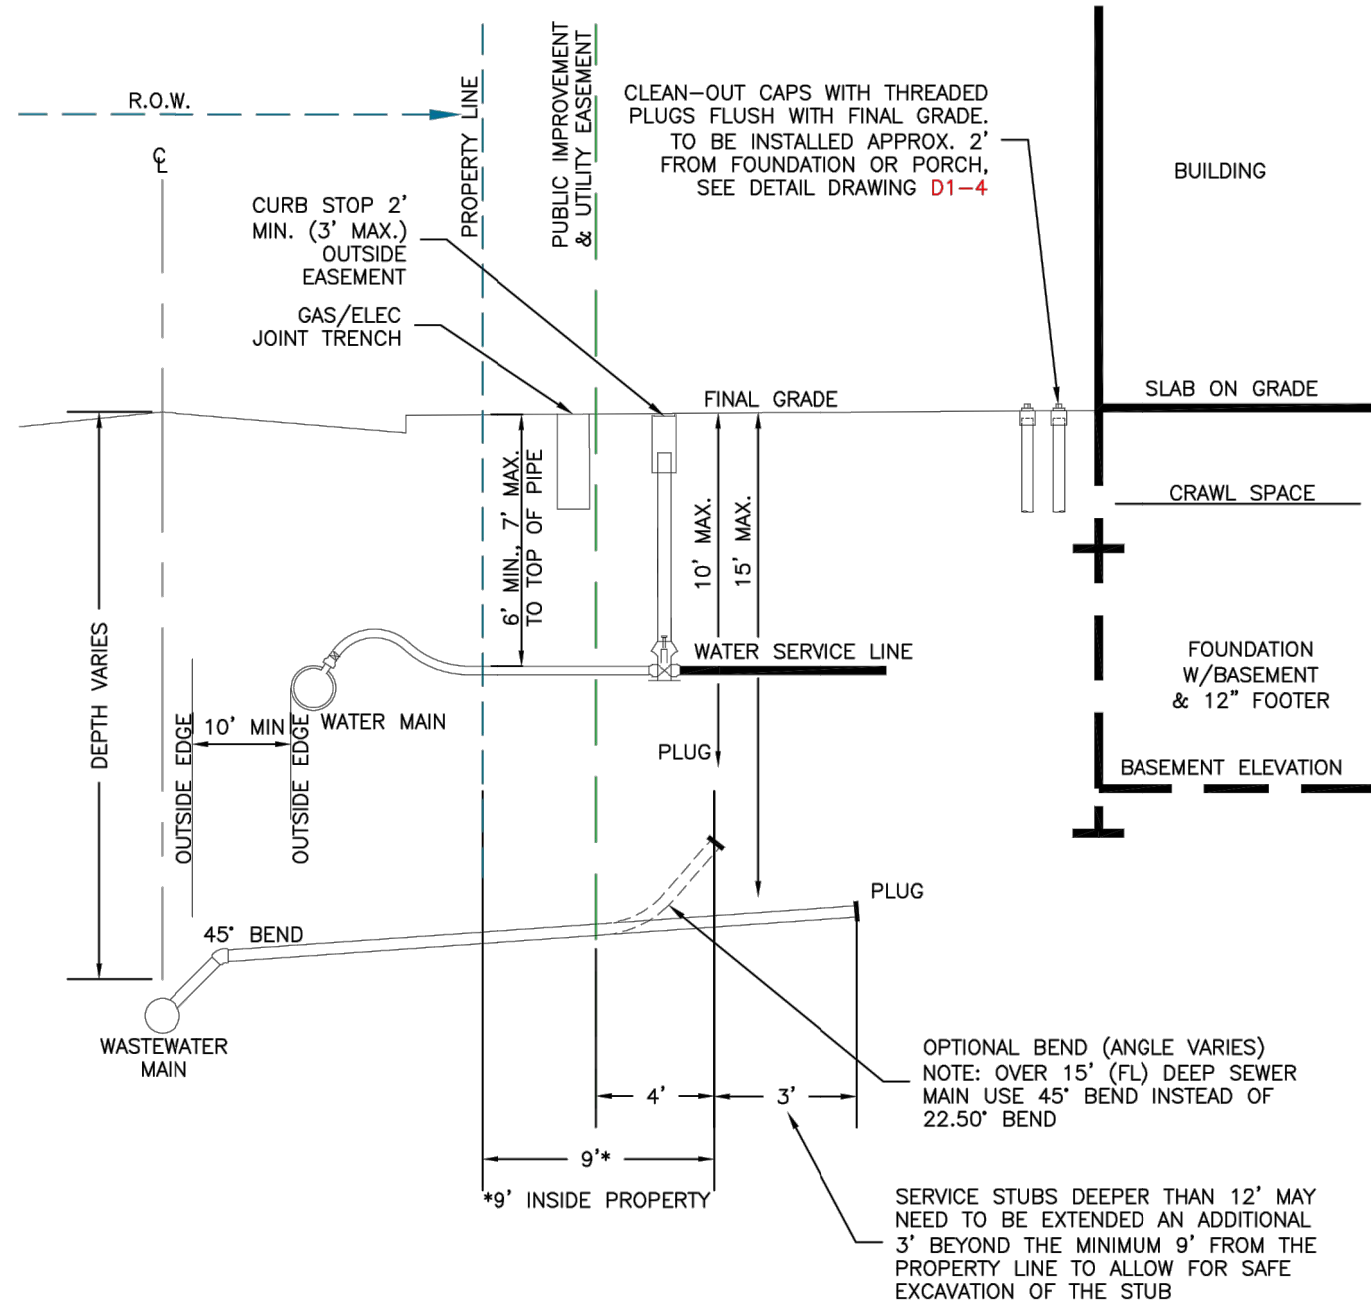 R.O.W.
℄
PROPERTY LINE
PUBLIC IMPROVEMENT
& UTILITY EASEMENT
CLEAN-OUT CAPS WITH THREADED
PLUGS FLUSH WITH FINAL GRADE.
TO BE INSTALLED APPROX. 2'
FROM FOUNDATION OR PORCH,
SEE DETAIL DRAWING D1-4
BUILDING
CURB STOP 2'
MIN. (3' MAX.)
OUTSIDE
EASEMENT
GAS/ELEC
JOINT TRENCH
FINAL GRADE
SLAB ON GRADE
CRAWL SPACE
6' MIN., 7' MAX.
TO TOP OF PIPE
10' MAX.
15' MAX.
DEPTH VARIES
WATER SERVICE LINE
FOUNDATION
W/BASEMENT
& 12" FOOTER
OUTSIDE EDGE
10' MIN
OUTSIDE EDGE
WATER MAIN
PLUG
BASEMENT ELEVATION
PLUG
45° BEND
WASTEWATER
MAIN
OPTIONAL BEND (ANGLE VARIES)
NOTE: OVER 15' (FL) DEEP SEWER
MAIN USE 45° BEND INSTEAD OF
22.50° BEND
4'
3'
9'*
*9' INSIDE PROPERTY
SERVICE STUBS DEEPER THAN 12' MAY
NEED TO BE EXTENDED AN ADDITIONAL
3' BEYOND THE MINIMUM 9' FROM THE
PROPERTY LINE TO ALLOW FOR SAFE
EXCAVATION OF THE STUB